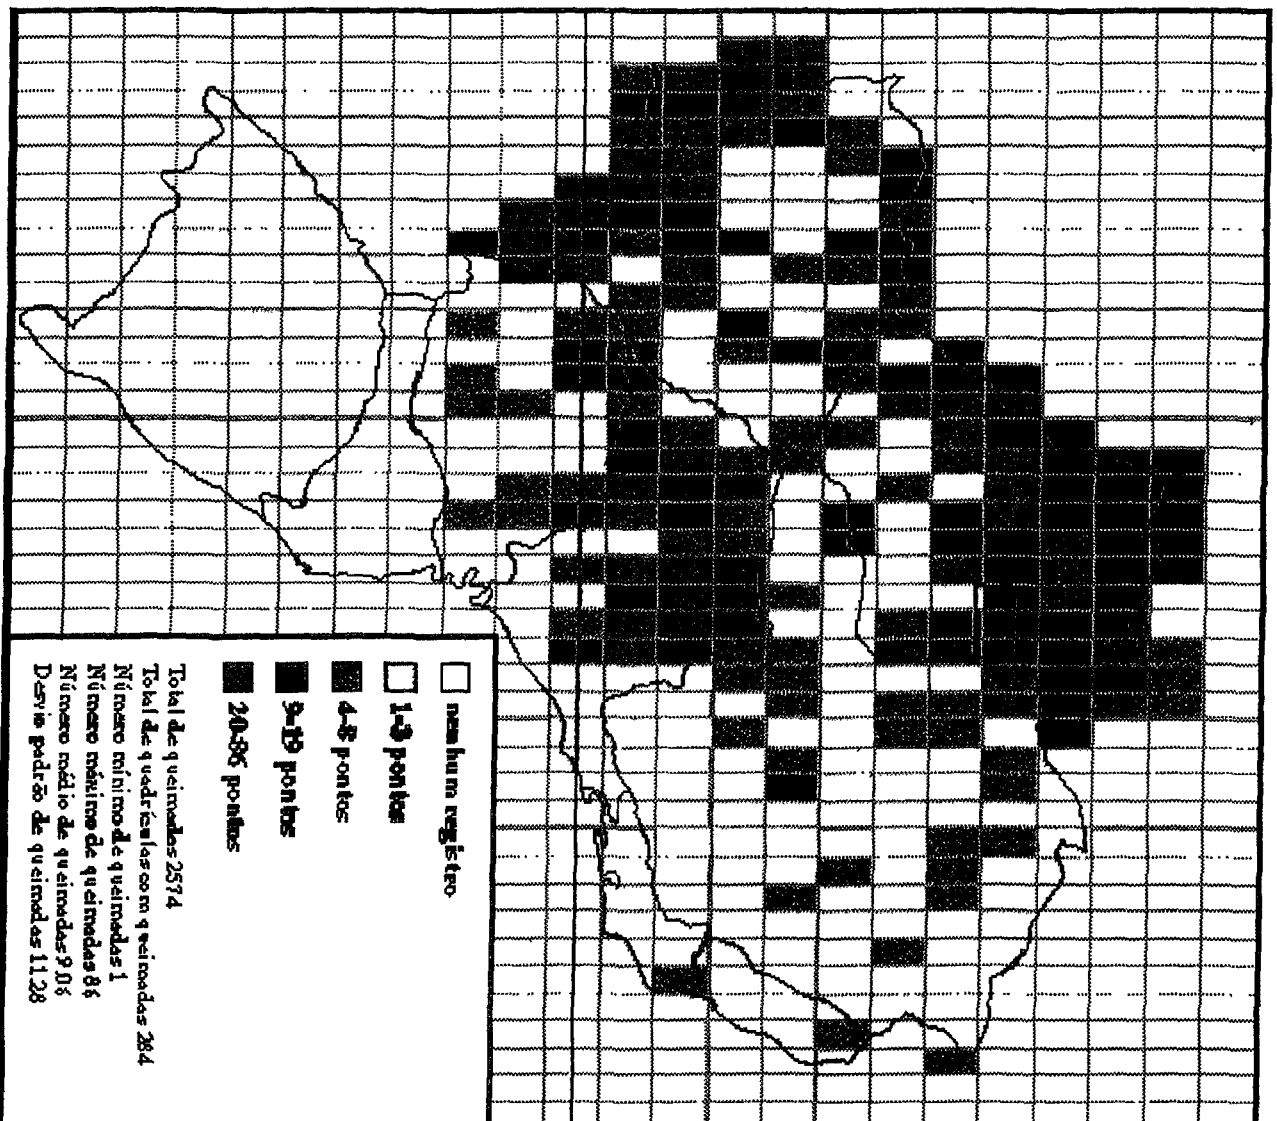 nenhum registro
1-3 pontos
4-8 pontos
9-19 pontos
20-86 pontos
Total de queimadas 2574
Total de quadrículas com queimadas 284
Número mínimo de queimadas 1
Número máximo de queimadas 86
Número médio de queimadas 9.06
Desvio padrão de queimadas 11.28